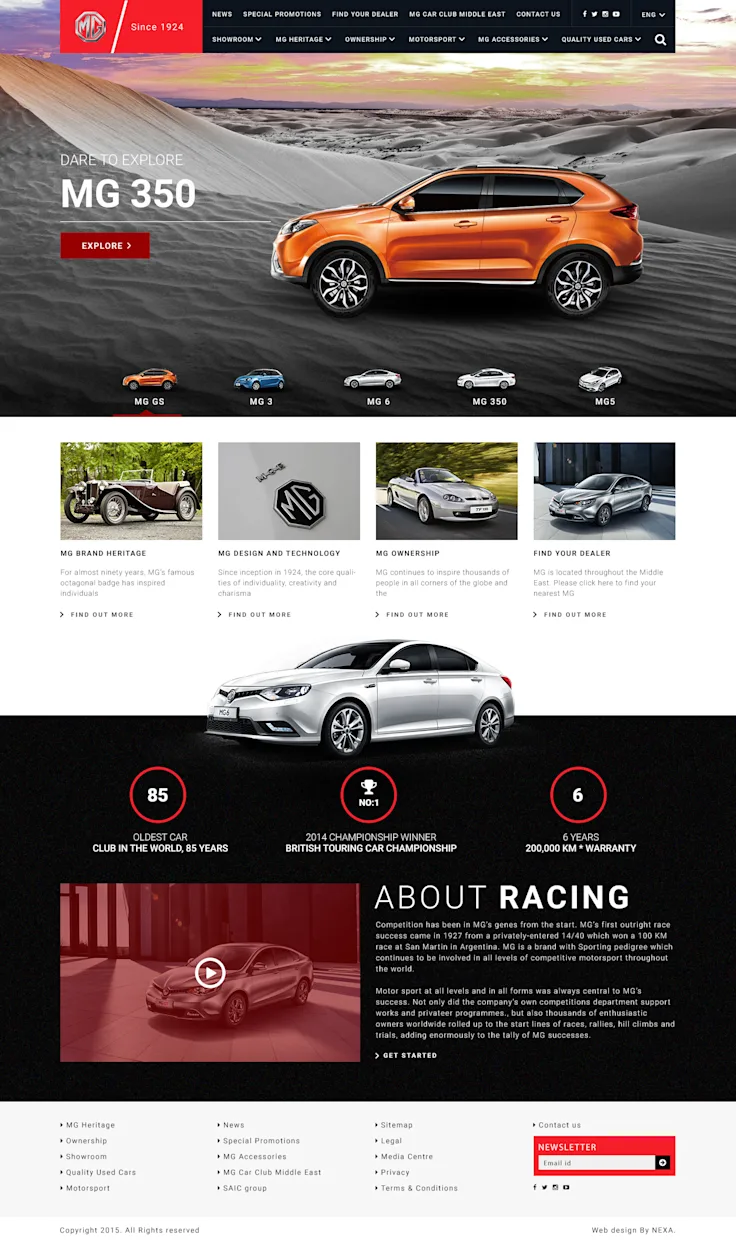 MG
Since 1924
NEWS SPECIAL PROMOTIONS FIND YOUR DEALER MG CAR CLUB MIDDLE EAST CONTACT US ENG
SHOWROOM MG HERITAGE OWNERSHIP MOTORSPORT MG ACCESSORIES QUALITY USED CARS
DARE TO EXPLORE
MG 350
EXPLORE
MG GS MG 3 MG 6 MG 350 MG5
MG
MG BRAND HERITAGE
For almost ninety years, MG's famous
octagonal badge has inspired
individuals
FIND OUT MORE
MG DESIGN AND TECHNOLOGY
Since inception in 1924, the core quali-
ties of individuality, creativity and
charisma
FIND OUT MORE
MG OWNERSHIP
MG continues to inspire thousands of
people in all corners of the globe and
the
FIND OUT MORE
FIND YOUR DEALER
MG is located throughout the Middle
East. Please click here to find your
nearest MG
FIND OUT MORE
MG6
85
OLDEST CAR
CLUB IN THE WORLD, 85 YEARS
NO:1
2014 CHAMPIONSHIP WINNER
BRITISH TOURING CAR CHAMPIONSHIP
6
6 YEARS
200,000 KM * WARRANTY
ABOUT RACING
Competition has been in MG's genes from the start. MG's first outright race
success came in 1927 from a privately-entered 14/40 which won a 100 KM
race at San Martin in Argentina. MG is a brand with Sporting pedigree which
continues to be involved in all levels of competitive motorsport throughout
the world.
Motor sport at all levels and in all forms was always central to MG's
success. Not only did the company's own competitions department support
works and privateer programmes., but also thousands of enthusiastic
owners worldwide rolled up to the start lines of races, rallies, hill climbs and
trials, adding enormously to the tally of MG successes.
GET STARTED
MG Heritage
Ownership
Showroom
Quality Used Cars
Motorsport
News
Special Promotions
MG Accessories
MG Car Club Middle East
SAIC group
Sitemap
Legal
Media Centre
Privacy
Terms & Conditions
Contact us
NEWSLETTER
Email id
Copyright 2015. All Rights reserved
Web design By NEXA.